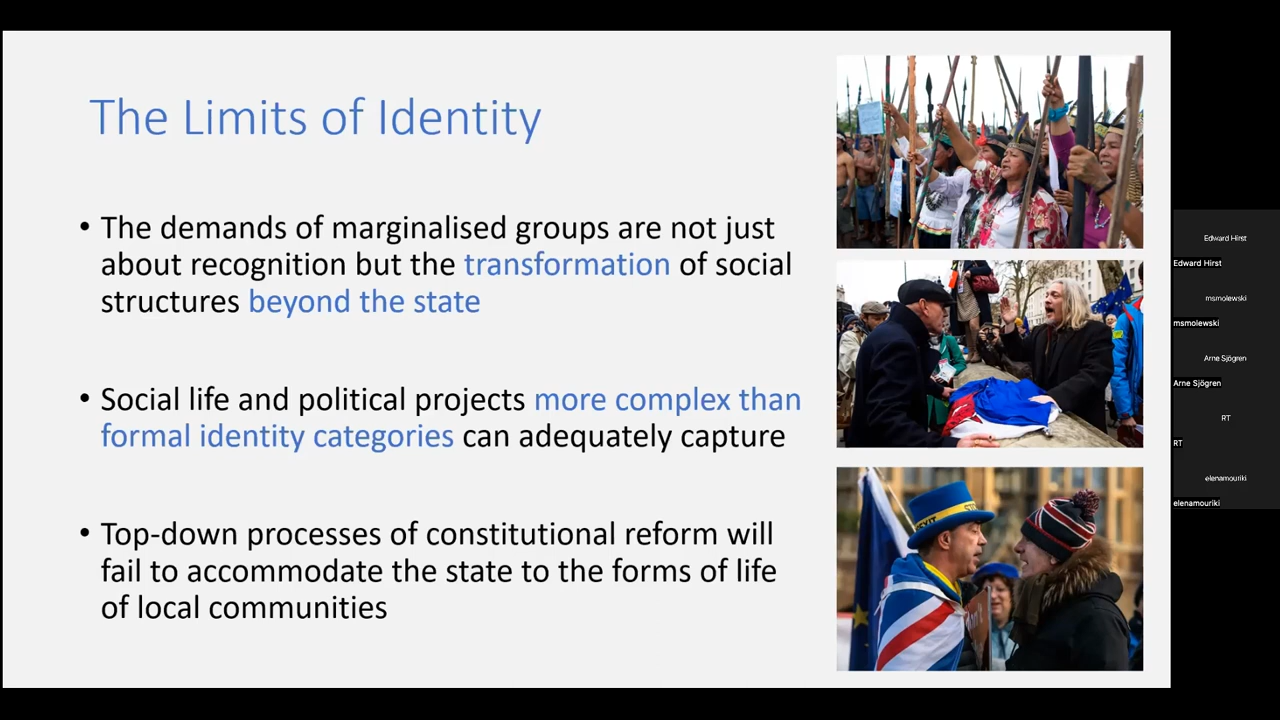 The Limits of Identity
• The demands of marginalised groups are not just
about recognition but the transformation of social
structures beyond the state
• Social life and political projects more complex than
formal identity categories can adequately capture
• Top-down processes of constitutional reform will
fail to accommodate the state to the forms of life
of local communities
Edward Hirst
Edward Hirst
msmolewski
msmolewski
Arne Sjögren
Arne Sjögren
RT
RT
elenamouriki
elenamouriki